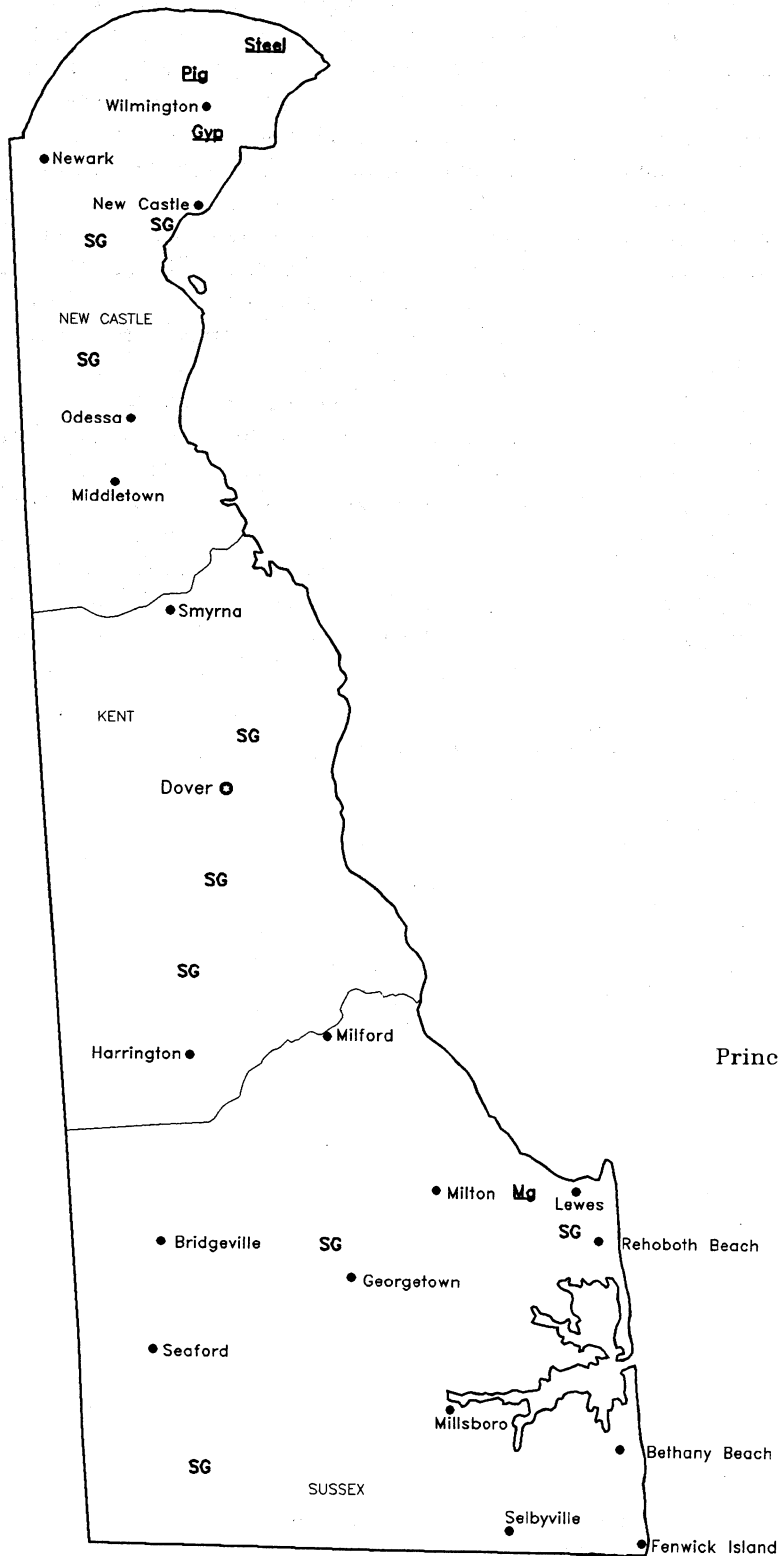 Steel
Pig
Wilmington
Gyp
Newark
New Castle
SG
SG
NEW CASTLE
SG
Odessa
Middletown
Smyrna
KENT
SG
Dover
SG
SG
Milford
Harrington
Princ
Milton
Mg
Lewes
SG
Bridgeville
SG
Rehoboth Beach
Georgetown
Seaford
Millsboro
Bethany Beach
SG
SUSSEX
Selbyville
Fenwick Island